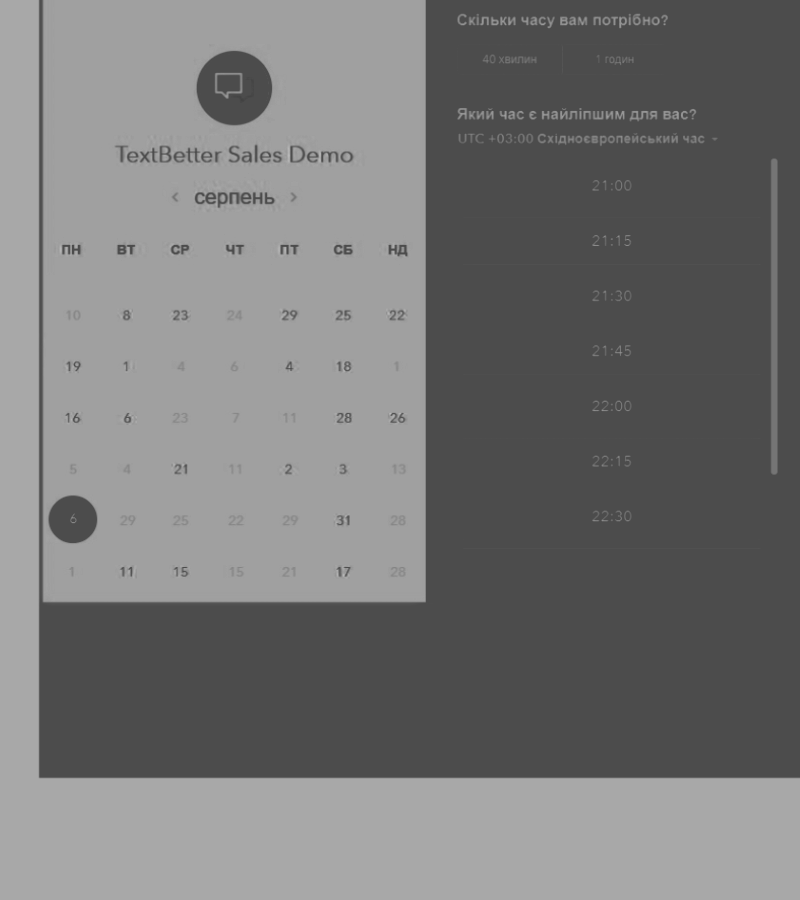 TextBetter Sales Demo
‹ серпень ›
ПН ВТ СР ЧТ ПТ СБ НД
10 8 23 24 29 25 22
19 1 4 6 4 18 1
16 6 23 7 11 28 26
5 4 21 11 2 3 13
6 29 25 22 29 31 28
1 11 15 15 21 17 28
Скільки часу вам потрібно?
40 хвилин 1 годин
Який час є найліпшим для вас?
UTC +03:00 Східноєвропейський час
21:00
21:15
21:30
21:45
22:00
22:15
22:30